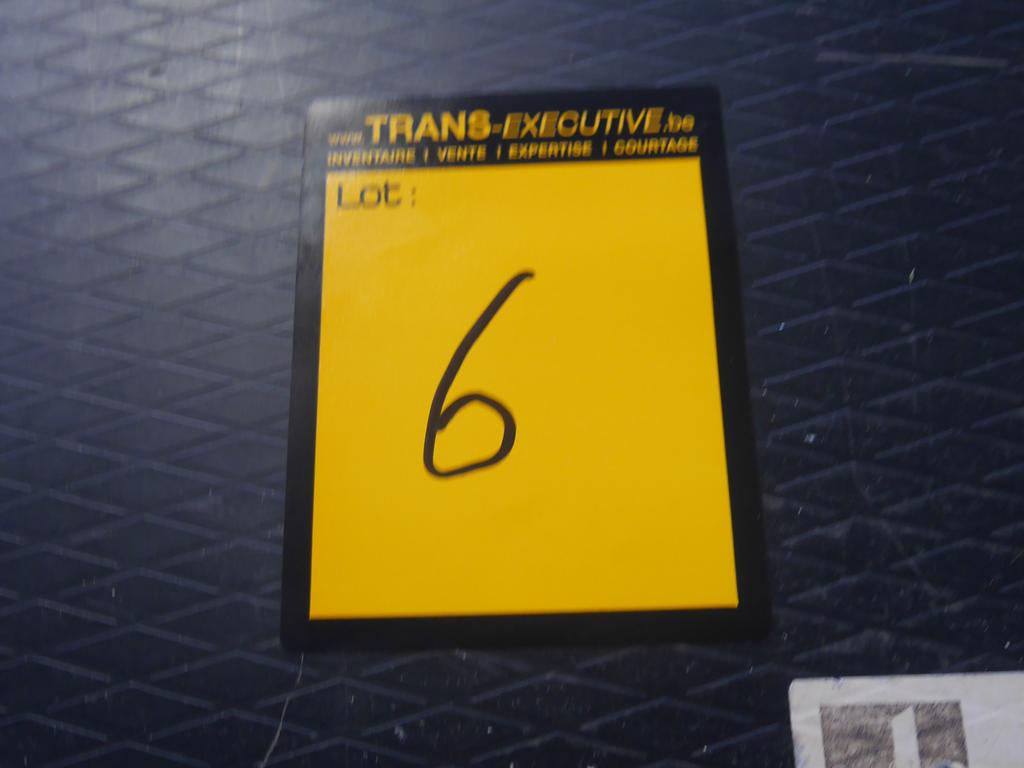 www.TRANS-EXECUTIVE.be
INVENTAIRE | VENTE | EXPERTISE | COURTAGE
Lot :
6